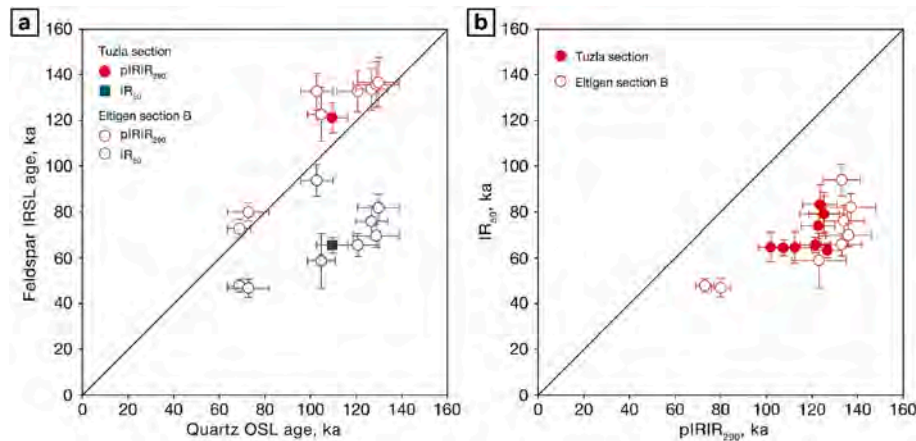 a
160
140
120
100
80
60
40
20
0
Feldspar IRSL age, ka
Tuzla section
pIRIR290
IR50
Eltigen section B
pIRIR290
IR50
0 20 40 60 80 100 120 140 160
Quartz OSL age, ka
b
160
140
120
100
80
60
40
20
0
IR50, ka
Tuzla section
Eltigen section B
0 20 40 60 80 100 120 140 160
pIRIR290, ka